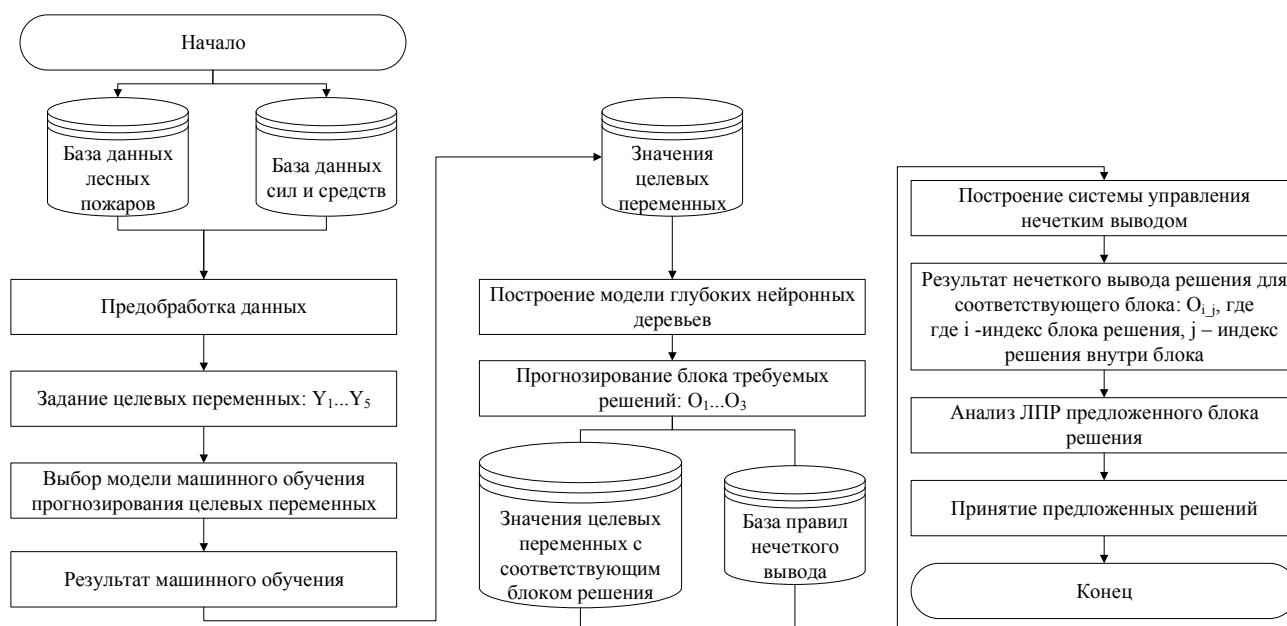 Начало
База данных
лесных
пожаров
База данных
сил и средств
Предобработка данных
Задание целевых переменных: Y₁...Y₅
Выбор модели машинного обучения
прогнозирования целевых переменных
Результат машинного обучения
Значения
целевых
переменных
Построение модели глубоких нейронных
деревьев
Прогнозирование блока требуемых
решений: O₁...O₃
Значения целевых
переменных с
соответствующим
блоком решения
База правил
нечеткого
вывода
Построение системы управления
нечетким выводом
Результат нечеткого вывода решения для
соответствующего блока: Oᵢ_ⱼ, где
где i -индекс блока решения, j – индекс
решения внутри блока
Анализ ЛПР предложенного блока
решения
Принятие предложенных решений
Конец